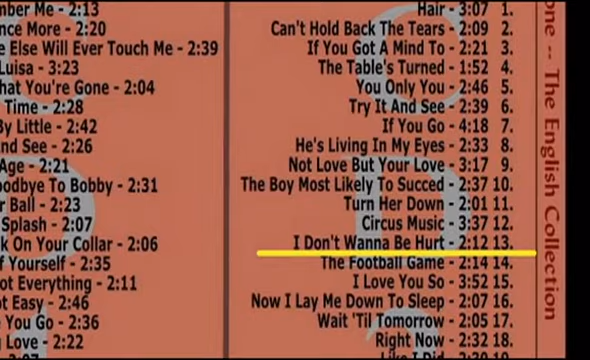 mber Me - 2:13
nce More - 2:20
e Else Will Ever Touch Me - 2:39
Luisa - 3:23
hat You're Gone - 2:04
Time - 2:28
By Little - 2:42
nd See - 2:26
Age - 2:21
oodbye To Bobby - 2:31
r Ball - 2:23
Splash - 2:07
k On Your Collar - 2:06
f Yourself - 2:35
ot Everything - 2:11
ot Easy - 2:46
e You Go - 2:36
g Love - 2:22
Hair - 3:07 1.
Can't Hold Back The Tears - 2:09 2.
If You Got A Mind To - 2:21 3.
The Table's Turned - 1:52 4.
You Only You - 2:46 5.
Try It And See - 2:39 6.
If You Go - 4:18 7.
He's Living In My Eyes - 2:33 8.
Not Love But Your Love - 3:17 9.
The Boy Most Likely To Succed - 2:37 10.
Turn Her Down - 2:01 11.
Circus Music - 3:37 12.
I Don't Wanna Be Hurt - 2:12 13.
The Football Game - 2:14 14.
I Love You So - 3:52 15.
Now I Lay Me Down To Sleep - 2:07 16.
Wait 'Til Tomorrow - 2:05 17.
Right Now - 2:32 18.
Like I Did
one -- The English Collection